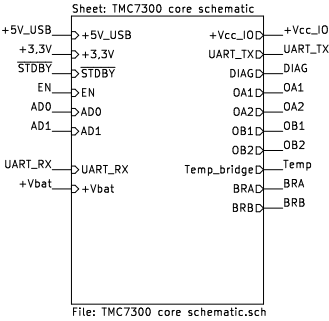 Sheet: TMC7300 core schematic
+5V_USB +5V_USB +Vcc_IO +Vcc_IO
+3,3V +3,3V UART_TX UART_TX
STDBY STDBY DIAG DIAG
EN EN OA1 OA1
AD0 AD0 OA2 OA2
AD1 AD1 OB1 OB1
OB2 OB2
UART_RX UART_RX Temp_bridge Temp
+Vbat +Vbat BRA BRA
BRB BRB
File: TMC7300 core schematic.sch